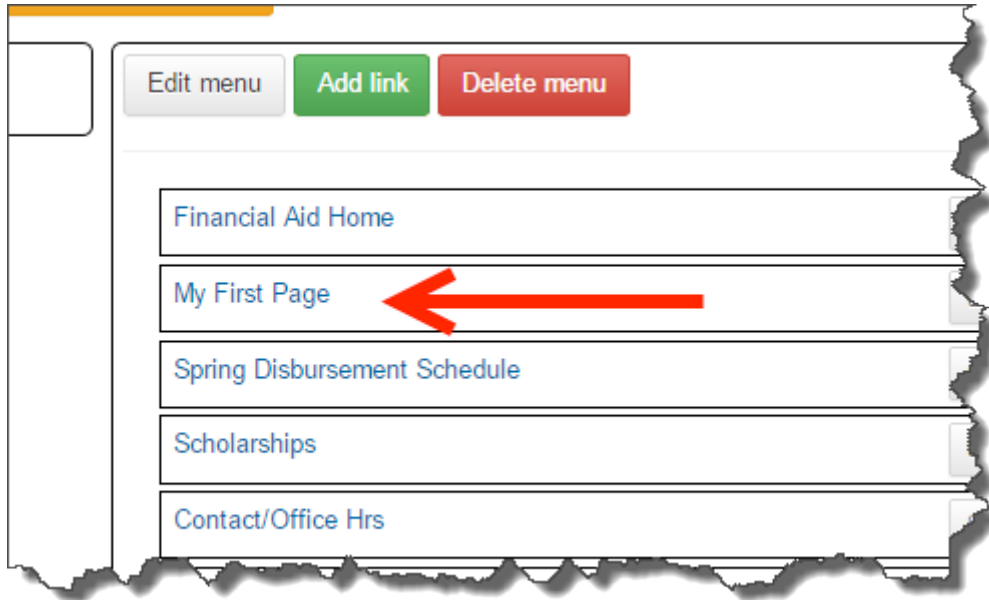 Edit menu Add link Delete menu
Financial Aid Home
My First Page
Spring Disbursement Schedule
Scholarships
Contact/Office Hrs